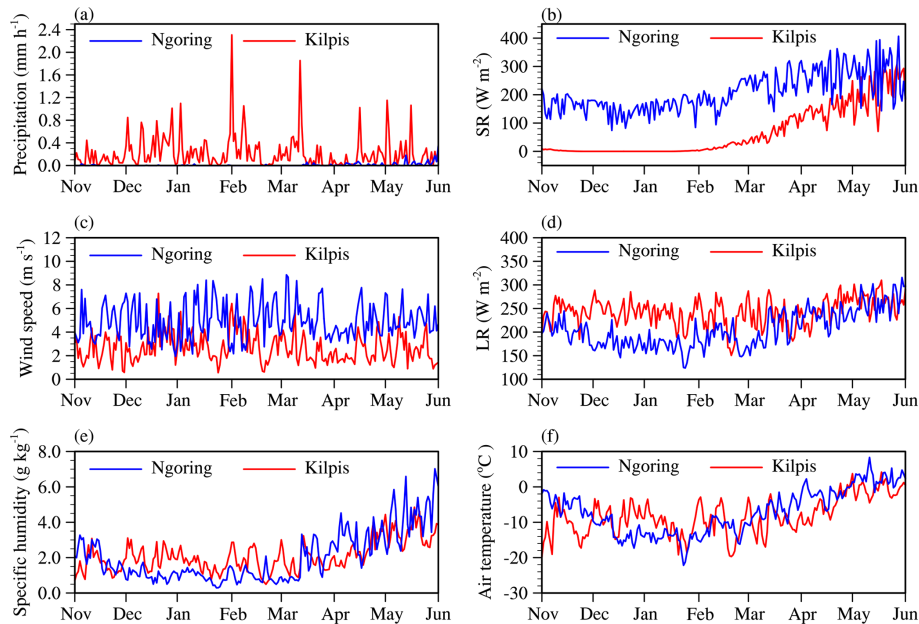 (a)
Precipitation (mm h⁻¹)
2.4
2.0
1.6
1.2
0.8
0.4
0.0
Ngoring
Kilpis
Nov Dec Jan Feb Mar Apr May Jun
(b)
SR (W m⁻²)
400
300
200
100
0
Ngoring
Kilpis
Nov Dec Jan Feb Mar Apr May Jun
(c)
Wind speed (m s⁻¹)
12
10
8
6
4
2
0
Ngoring
Kilpis
Nov Dec Jan Feb Mar Apr May Jun
(d)
LR (W m⁻²)
400
350
300
250
200
150
100
Ngoring
Kilpis
Nov Dec Jan Feb Mar Apr May Jun
(e)
Specific humidity (g kg⁻¹)
8.0
6.0
4.0
2.0
0.0
Ngoring
Kilpis
Nov Dec Jan Feb Mar Apr May Jun
(f)
Air temperature (°C)
10
0
-10
-20
-30
Ngoring
Kilpis
Nov Dec Jan Feb Mar Apr May Jun